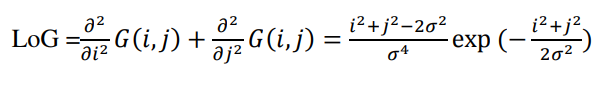 LoG = ∂²/∂i² G(i,j) + ∂²/∂j² G(i,j) = (i²+j²−2σ²)/σ⁴ exp (− (i²+j²)/2σ²)